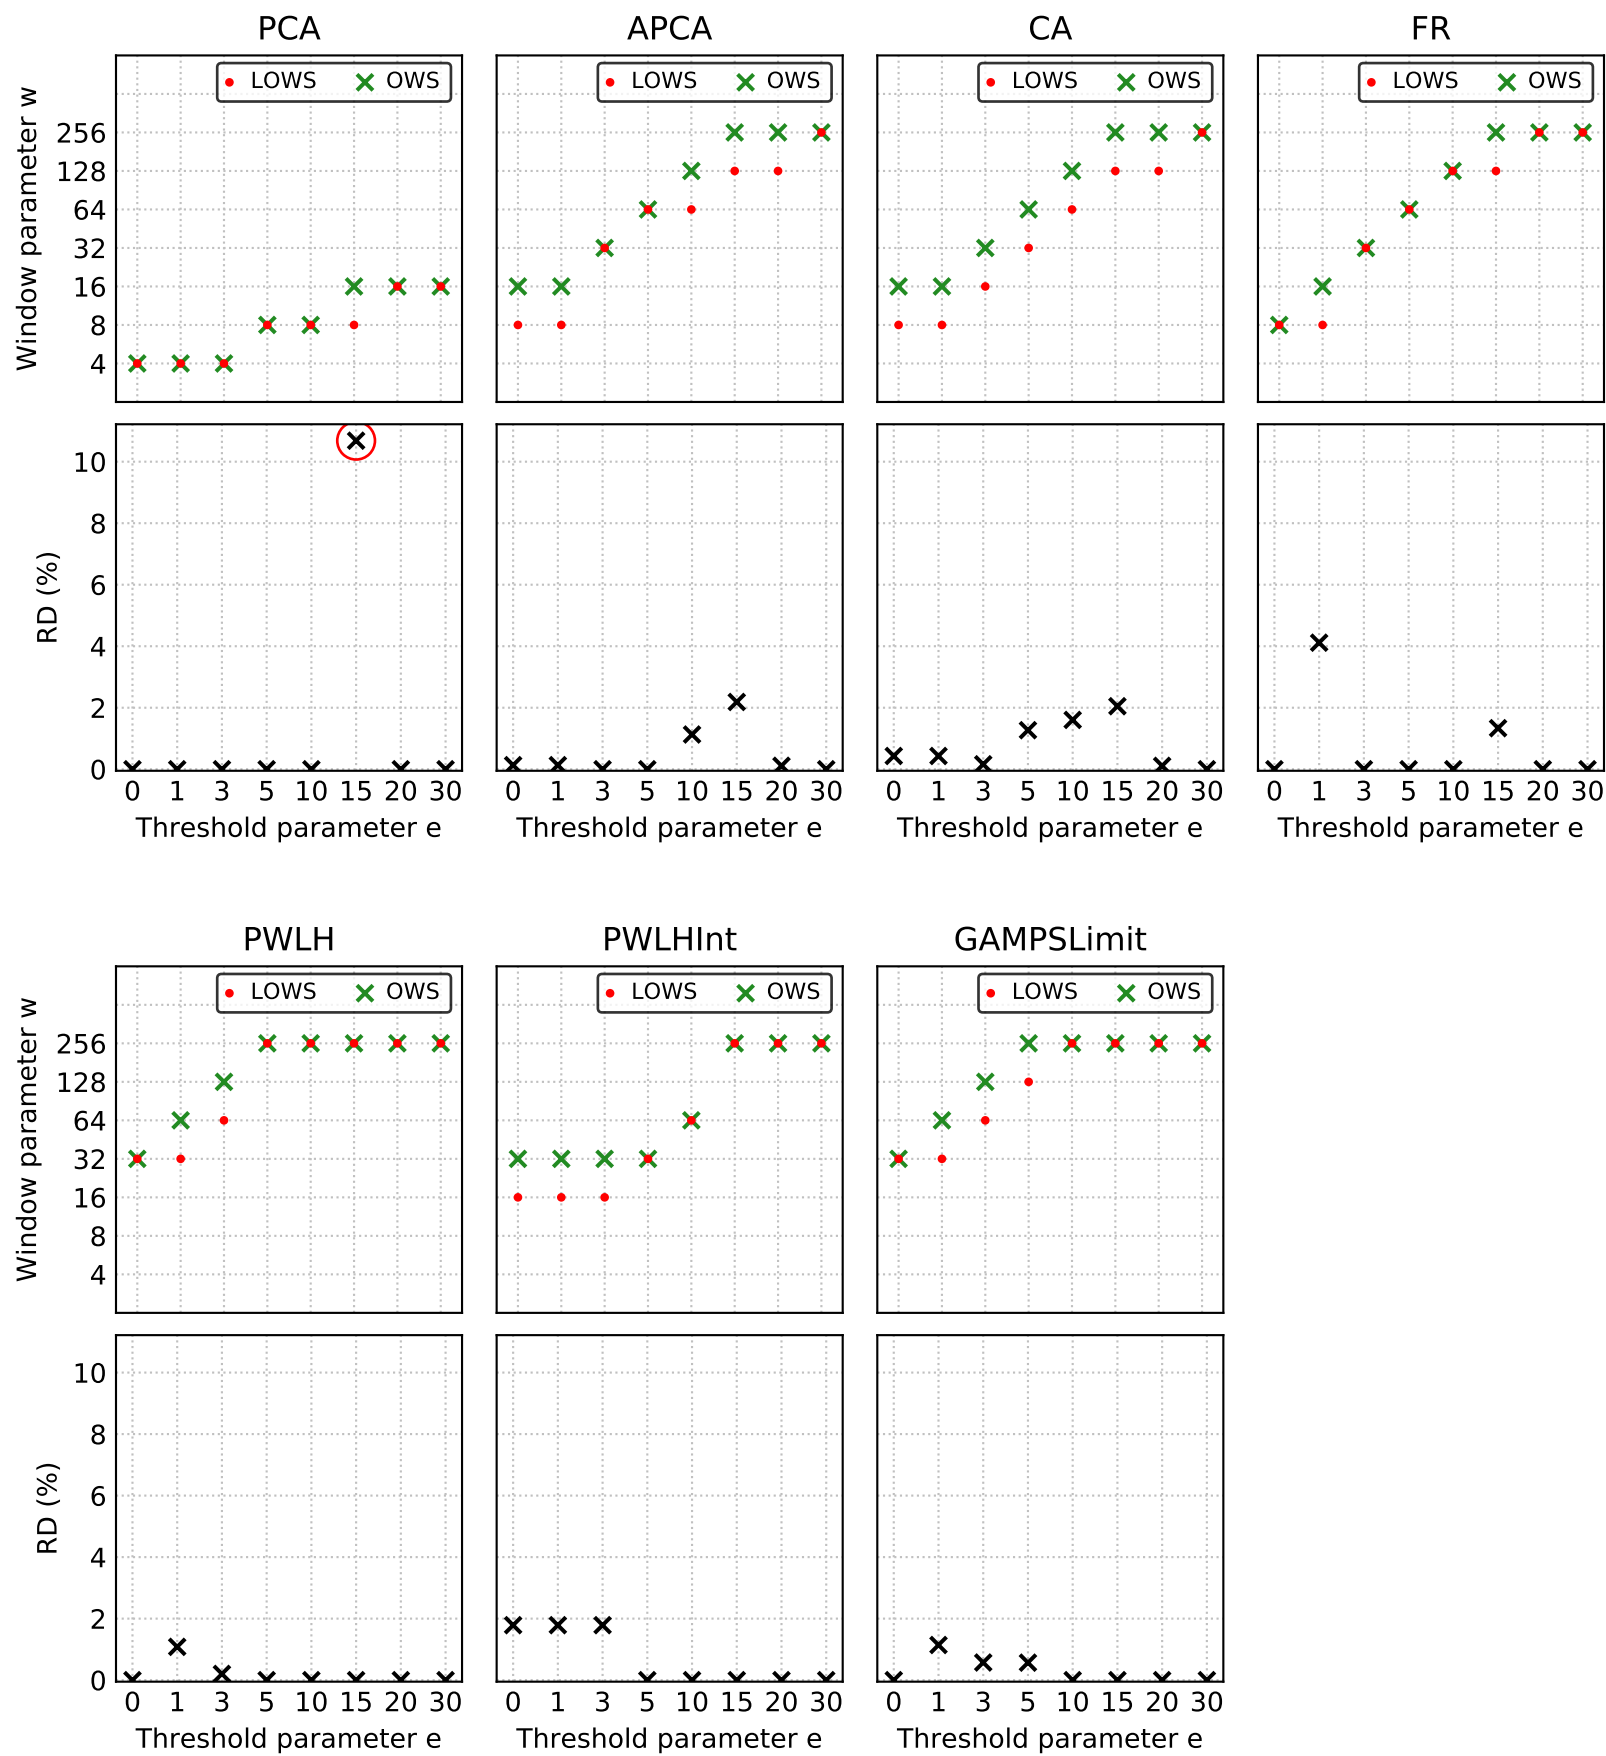 PCA APCA CA FR
LOWS OWS LOWS OWS LOWS OWS LOWS OWS
Window parameter w
256
128
64
32
16
8
4
RD (%)
10
8
6
4
2
0
0 1 3 5 10 15 20 30 0 1 3 5 10 15 20 30 0 1 3 5 10 15 20 30 0 1 3 5 10 15 20 30
Threshold parameter e Threshold parameter e Threshold parameter e Threshold parameter e
PWLH PWLHInt GAMPSLimit
LOWS OWS LOWS OWS LOWS OWS
Window parameter w
256
128
64
32
16
8
4
RD (%)
10
8
6
4
2
0
0 1 3 5 10 15 20 30 0 1 3 5 10 15 20 30 0 1 3 5 10 15 20 30
Threshold parameter e Threshold parameter e Threshold parameter e